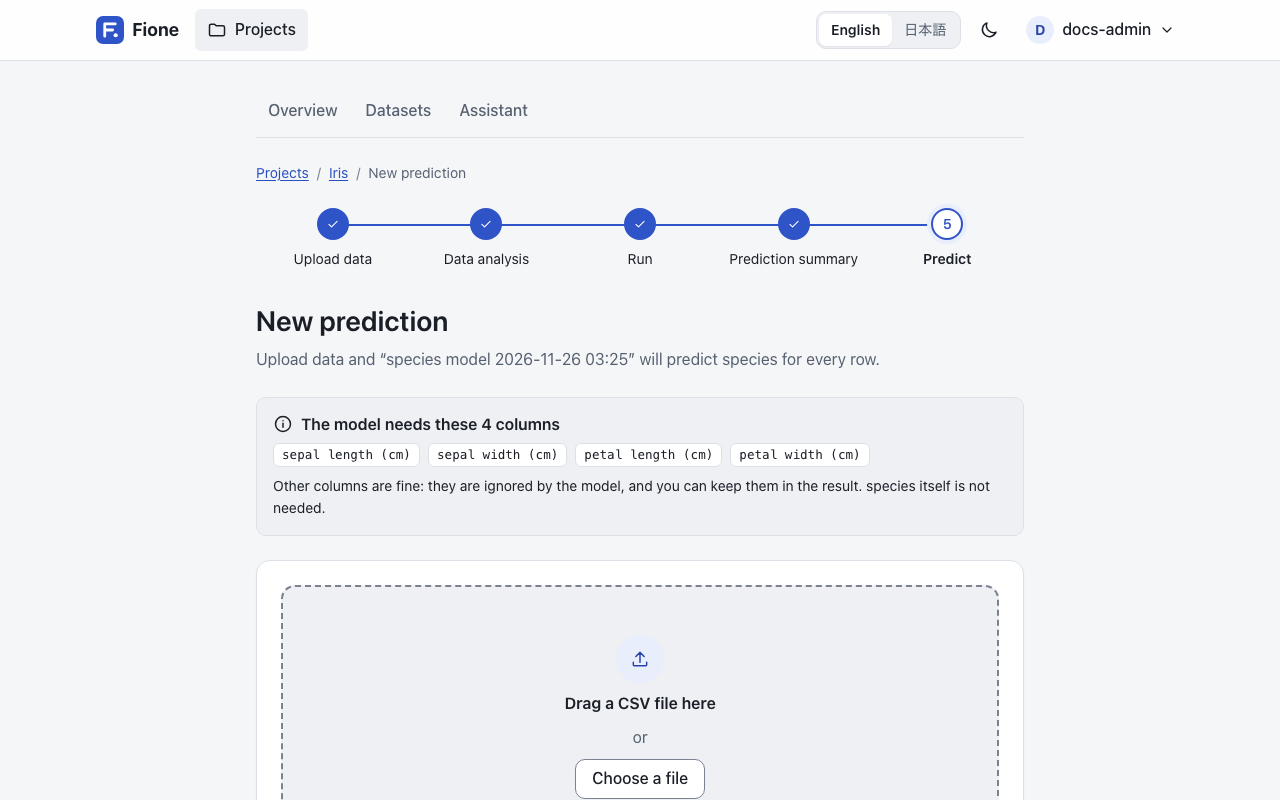 Fione
Projects
English
日本語
D
docs-admin
Overview
Datasets
Assistant
Projects / Iris / New prediction
5
Upload data
Data analysis
Run
Prediction summary
Predict
New prediction
Upload data and “species model 2026-11-26 03:25” will predict species for every row.
The model needs these 4 columns
sepal length (cm)
sepal width (cm)
petal length (cm)
petal width (cm)
Other columns are fine: they are ignored by the model, and you can keep them in the result. species itself is not
needed.
Drag a CSV file here
or
Choose a file